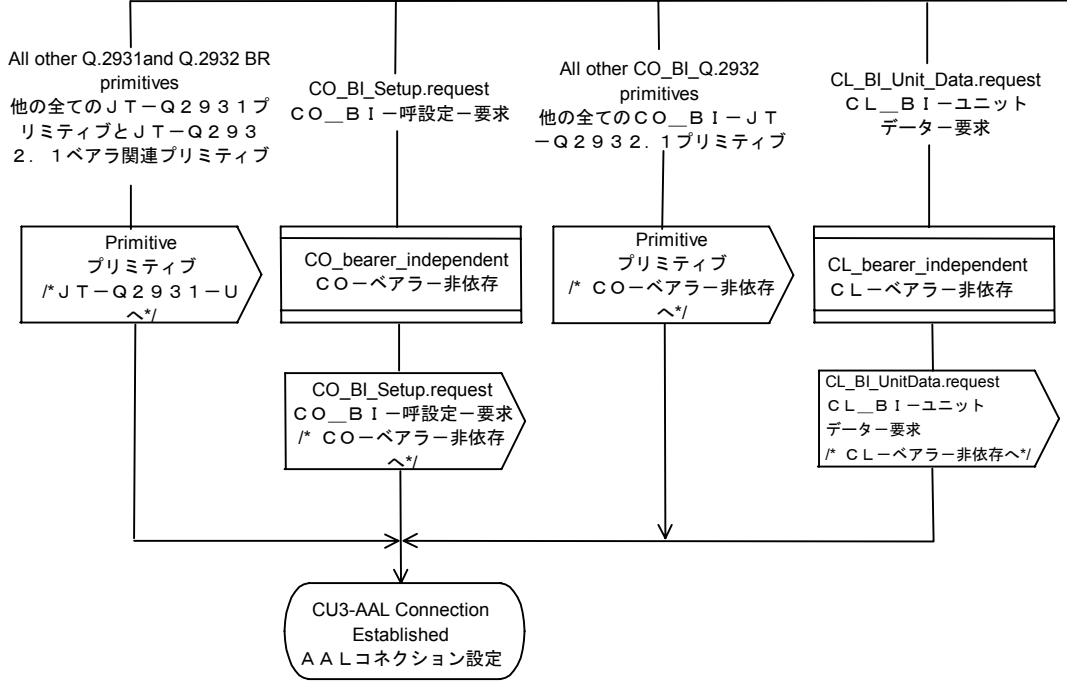 All other Q.2931and Q.2932 BR
primitives
他の全てのＪＴ－Ｑ２９３１プ
リミティブとＪＴ－Ｑ２９３
２．１ベアラ関連プリミティブ
CO_BI_Setup.request
ＣＯ＿ＢＩ－呼設定－要求
All other CO_BI_Q.2932
primitives
他の全てのＣＯ＿ＢＩ－ＪＴ
－Ｑ２９３２．１プリミティブ
CL_BI_Unit_Data.request
ＣＬ＿ＢＩ－ユニット
データ－要求
Primitive
プリミティブ
/*ＪＴ－Ｑ２９３１－Ｕ
へ*/
CO_bearer_independent
ＣＯ－ベアラ－非依存
Primitive
プリミティブ
/* ＣＯ－ベアラ－非依存
へ*/
CL_bearer_independent
ＣＬ－ベアラ－非依存
CO_BI_Setup.request
ＣＯ＿ＢＩ－呼設定－要求
/* ＣＯ－ベアラ－非依存
へ*/
CL_BI_UnitData.request
ＣＬ＿ＢＩ－ユニット
データ－要求
/* ＣＬ－ベアラ－非依存へ*/
CU3-AAL Connection
Established
ＡＡＬコネクション設定